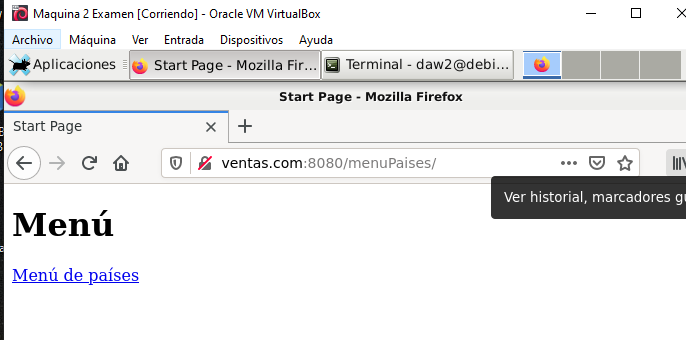 Maquina 2 Examen [Corriendo] - Oracle VM VirtualBox
Archivo Máquina Ver Entrada Dispositivos Ayuda
Aplicaciones Start Page - Mozilla Fir... Terminal - daw2@debi...
Start Page - Mozilla Firefox
Start Page
ventas.com:8080/menuPaises/
Ver historial, marcadores
Menú
Menú de países